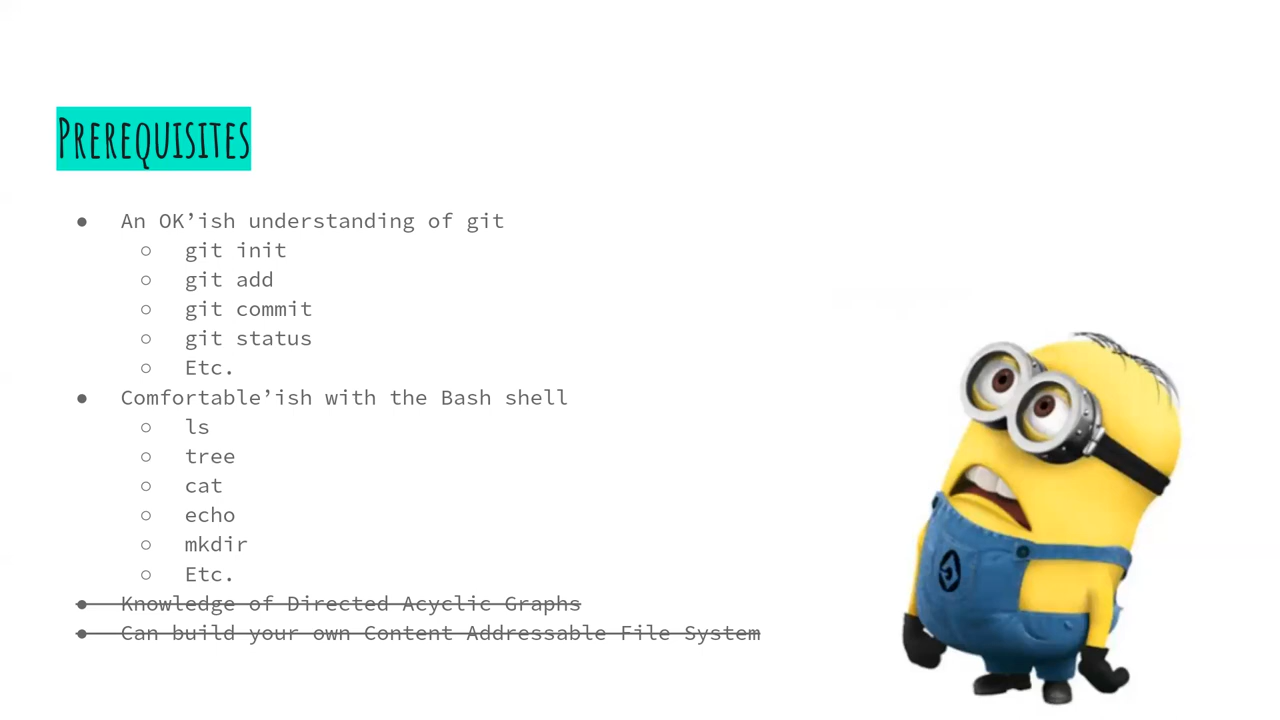 Prerequisites
● An OK’ish understanding of git
○ git init
○ git add
○ git commit
○ git status
○ Etc.
● Comfortable’ish with the Bash shell
○ ls
○ tree
○ cat
○ echo
○ mkdir
○ Etc.
● Knowledge of Directed Acyclic Graphs
● Can build your own Content Addressable File System